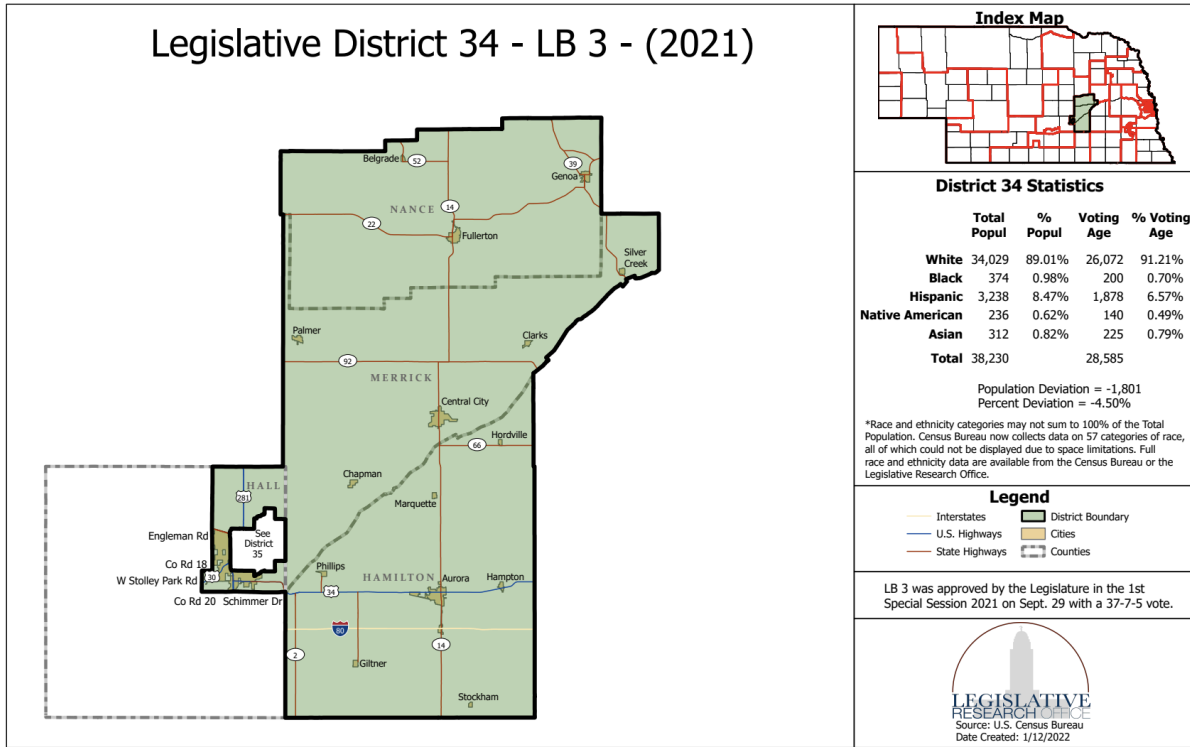 Legislative District 34 - LB 3 - (2021)
Belgrade
52
39
Genoa
14
NANCE
22
Fullerton
Silver
Creek
Palmer
Clarks
92
MERRICK
Central City
66
Hordville
Chapman
HALL
281
Marquette
Engleman Rd
See
District
35
Co Rd 18
30
W Stolley Park Rd
Co Rd 20
Schimmer Dr
Phillips
34
HAMILTON
Aurora
Hampton
80
2
14
Giltner
Stockham
Index Map
District 34 Statistics
Total Popul % Popul Voting Age % Voting Age
White 34,029 89.01% 26,072 91.21%
Black 374 0.98% 200 0.70%
Hispanic 3,238 8.47% 1,878 6.57%
Native American 236 0.62% 140 0.49%
Asian 312 0.82% 225 0.79%
Total 38,230 28,585
Population Deviation = -1,801
Percent Deviation = -4.50%
*Race and ethnicity categories may not sum to 100% of the Total
Population. Census Bureau now collects data on 57 categories of race,
all of which could not be displayed due to space limitations. Full
race and ethnicity data are available from the Census Bureau or the
Legislative Research Office.
Legend
Interstates
District Boundary
U.S. Highways
Cities
State Highways
Counties
LB 3 was approved by the Legislature in the 1st
Special Session 2021 on Sept. 29 with a 37-7-5 vote.
LEGISLATIVE
RESEARCH OFFICE
Source: U.S. Census Bureau
Date Created: 1/12/2022